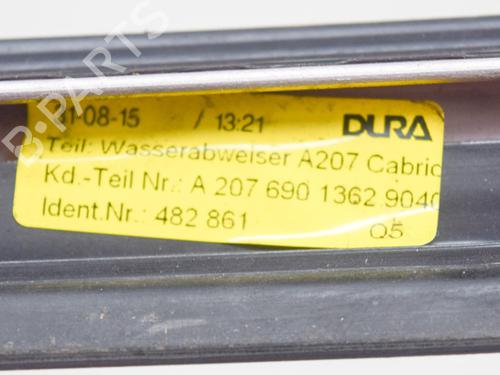 B-PARTS
31-08-15 / 13:21 DURA
Teil: Wasserabweiser A207 Cabrio
Kd.-Teil Nr.: A 207 690 1362 9040
Ident.Nr.: 482 861 Q5